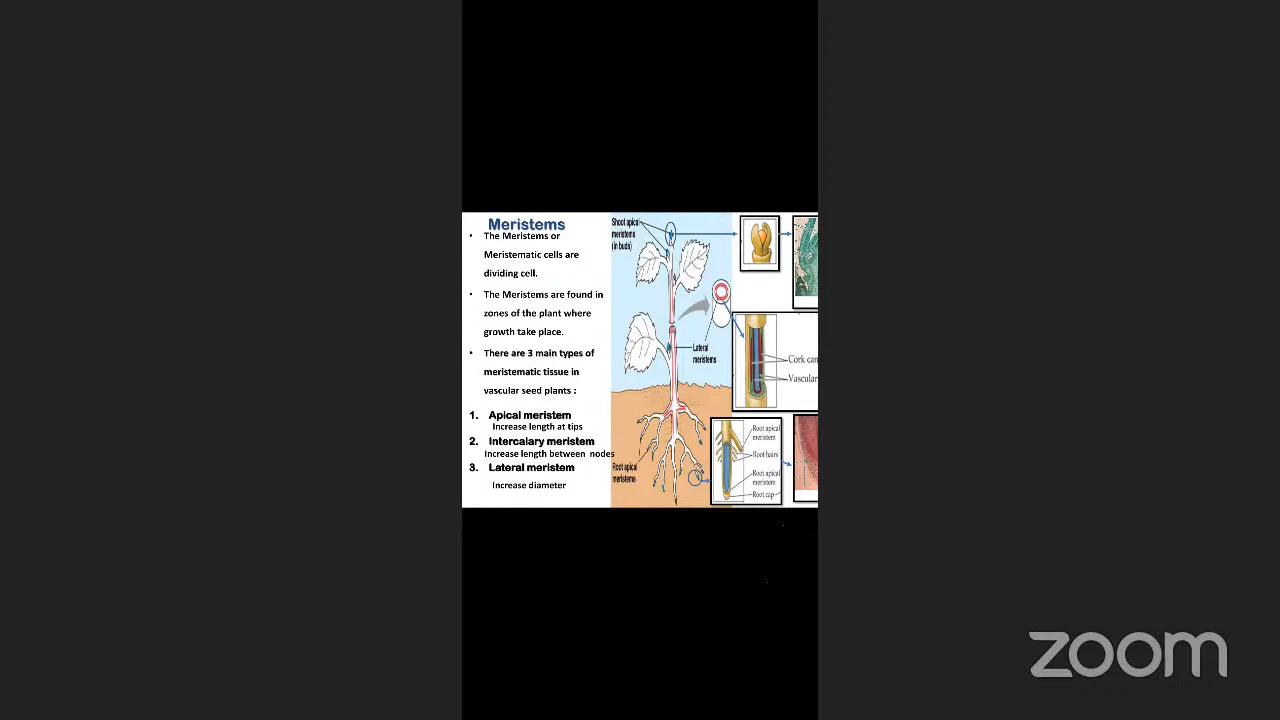 Meristems
• The Meristems or
Meristematic cells are
dividing cell.
• The Meristems are found in
zones of the plant where
growth take place.
• There are 3 main types of
meristematic tissue in
vascular seed plants :
1. Apical meristem
Increase length at tips
2. Intercalary meristem
Increase length between nodes
3. Lateral meristem
Increase diameter
Shoot apical
meristems
(in buds)
Lateral
meristems
Root apical
meristems
Cork cam
Vascular
Root apical
meristem
Root hairs
Root apical
meristem
Root cap
zoom